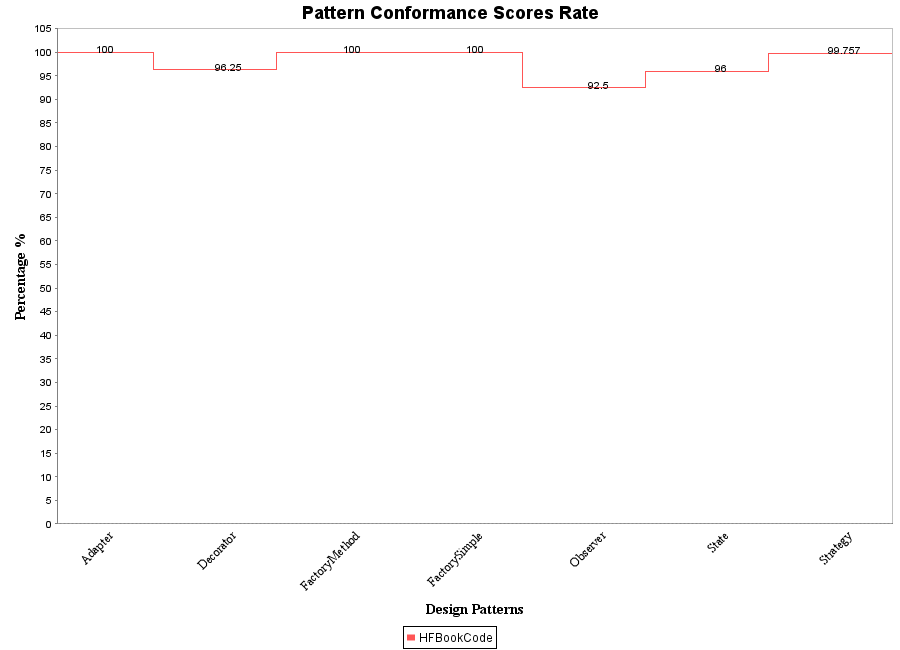 Pattern Conformance Scores Rate
105
100
95
90
85
80
75
70
65
60
55
50
45
40
35
30
25
20
15
10
5
0
Percentage %
100
96.25
100
100
92.5
96
99.757
Adapter
Decorator
FactoryMethod
FactorySimple
Observer
State
Strategy
Design Patterns
HFBookCode